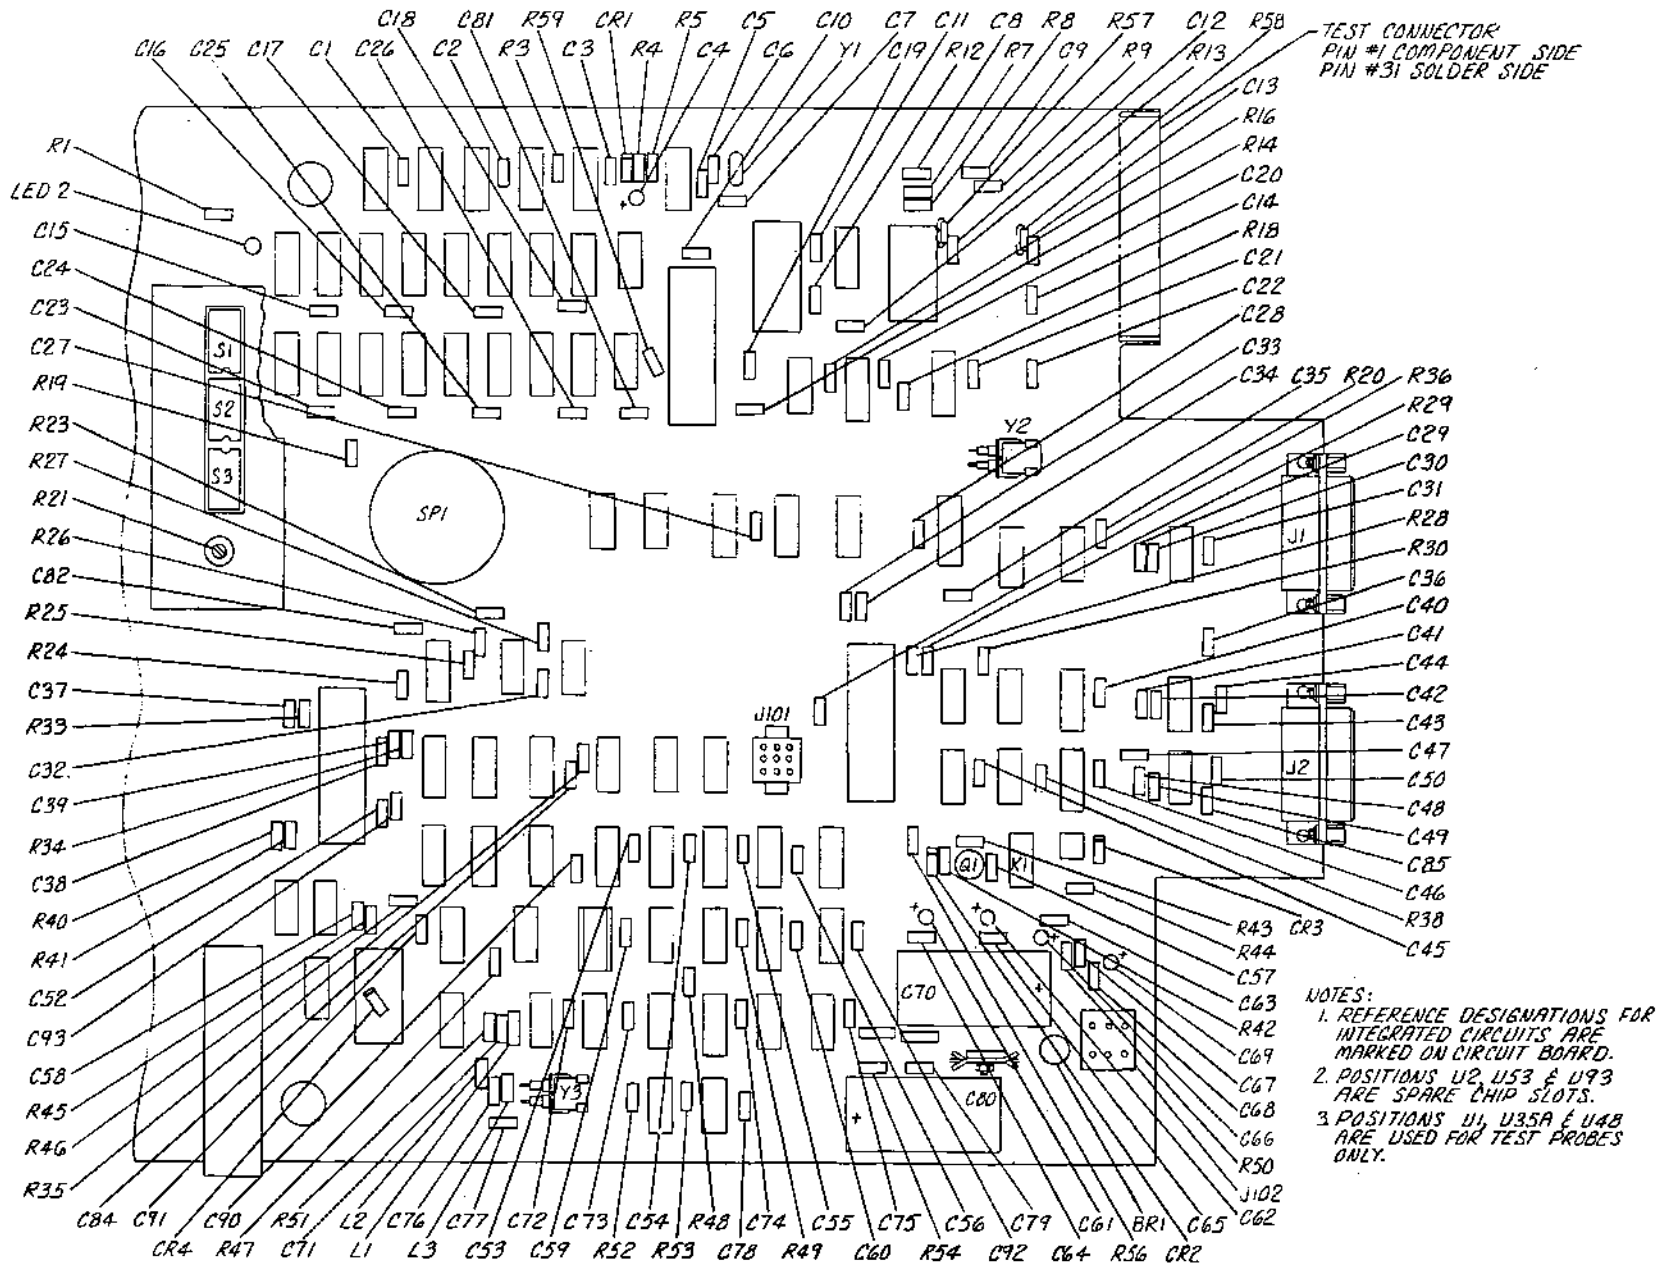 C18 C81 R59 CR1 R5 C5 C10 C7 C11 C8 R8 R57 C12 R58
C16 C25 C17 C1 C26 C2 R3 C3 R4 C4 C6 Y1 C19 R12 R7 C9 R9 R13
TEST CONNECTOR
PIN #1 COMPONENT SIDE
PIN #31 SOLDER SIDE
C13
R16
R14
C20
C14
R18
C21
C22
C28
C33
C34 C35 R20 R36
R29
C29
C30
C31
R28
R30
C36
C40
C41
C44
C42
C43
C47
C50
C48
C49
C85
C46
R38
C45
R43 CR3
R44
C57
C63
R42
C69
C67
C68
C66
R50
J102
C62
R1
LED 2
C15
C24
C23
C27
R19
R23
R27
R21
R26
C82
R25
R24
C37
R33
C32
C39
R34
C38
R40
R41
C52
C93
C58
R45
R46
R35
S1
S2
S3
SP1
Y2
J1
J101
J2
Q1
K1
C70
+
+
+
+
+
+
+
C80
Y3
C84 C91 C90 R51 L2 C76 C77 C72 C73 C54 R48 C74 C55 C75 C56 C79 C61 BR1 C65
CR4 R47 C71 L1 L3 C53 C59 R52 R53 C78 R49 C60 R54 C92 C64 R56 CR2
NOTES:
1. REFERENCE DESIGNATIONS FOR
INTEGRATED CIRCUITS ARE
MARKED ON CIRCUIT BOARD.
2. POSITIONS U2, U53 & U93
ARE SPARE CHIP SLOTS.
3. POSITIONS U1, U35A & U48
ARE USED FOR TEST PROBES
ONLY.